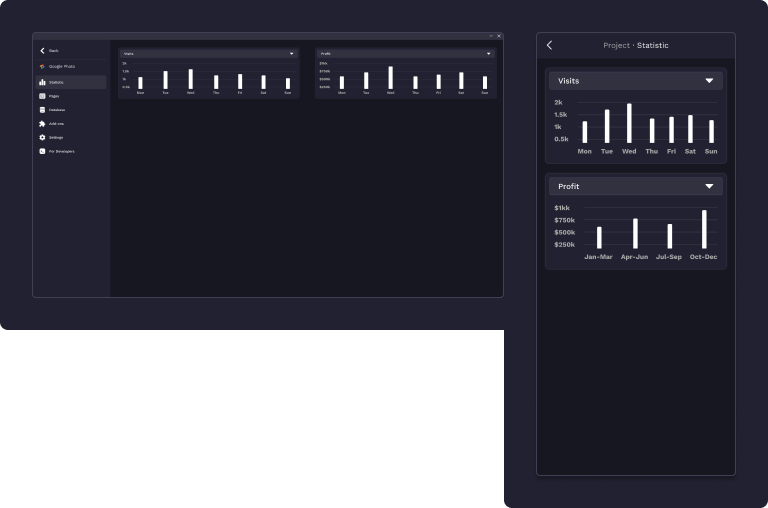 Back
Google Photo
Statistic
Pages
Database
Add-ons
Settings
For Developers
Visits
2k
1.5k
1k
0.5k
Mon Tue Wed Thu Fri Sat Sun
Profit
$1kk
$750k
$500k
$250k
Mon Tue Wed Thu Fri Sat Sun
Project · Statistic
Visits
2k
1.5k
1k
0.5k
Mon Tue Wed Thu Fri Sat Sun
Profit
$1kk
$750k
$500k
$250k
Jan-Mar Apr-Jun Jul-Sep Oct-Dec